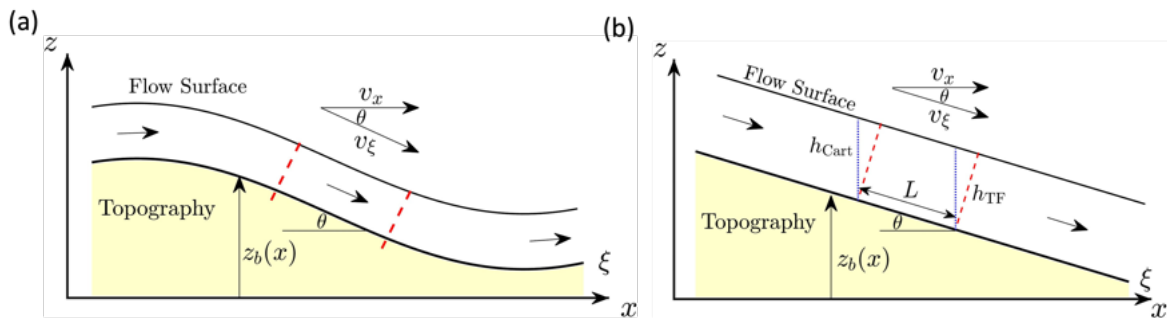 (a)
z
Flow Surface
v_x
θ
v_ξ
Topography
θ
z_b(x)
ξ
x
(b)
z
Flow Surface
v_x
θ
v_ξ
h_Cart
L
h_TF
Topography
θ
z_b(x)
ξ
x